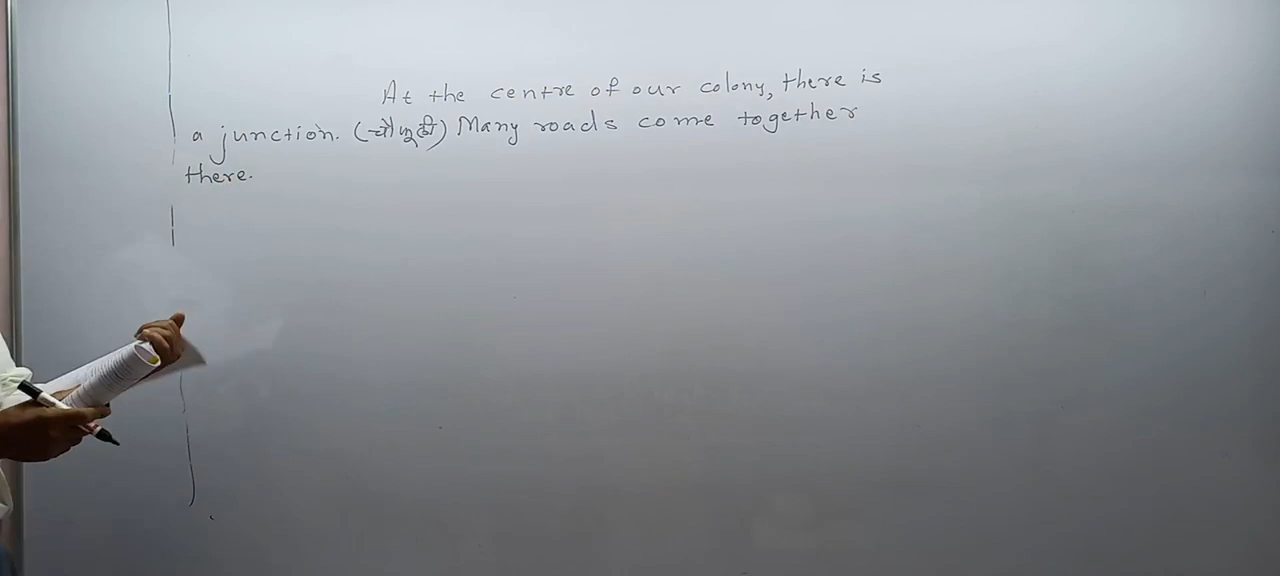 At the centre of our colony, there is
a junction. (चौफुली) Many roads come together
there.